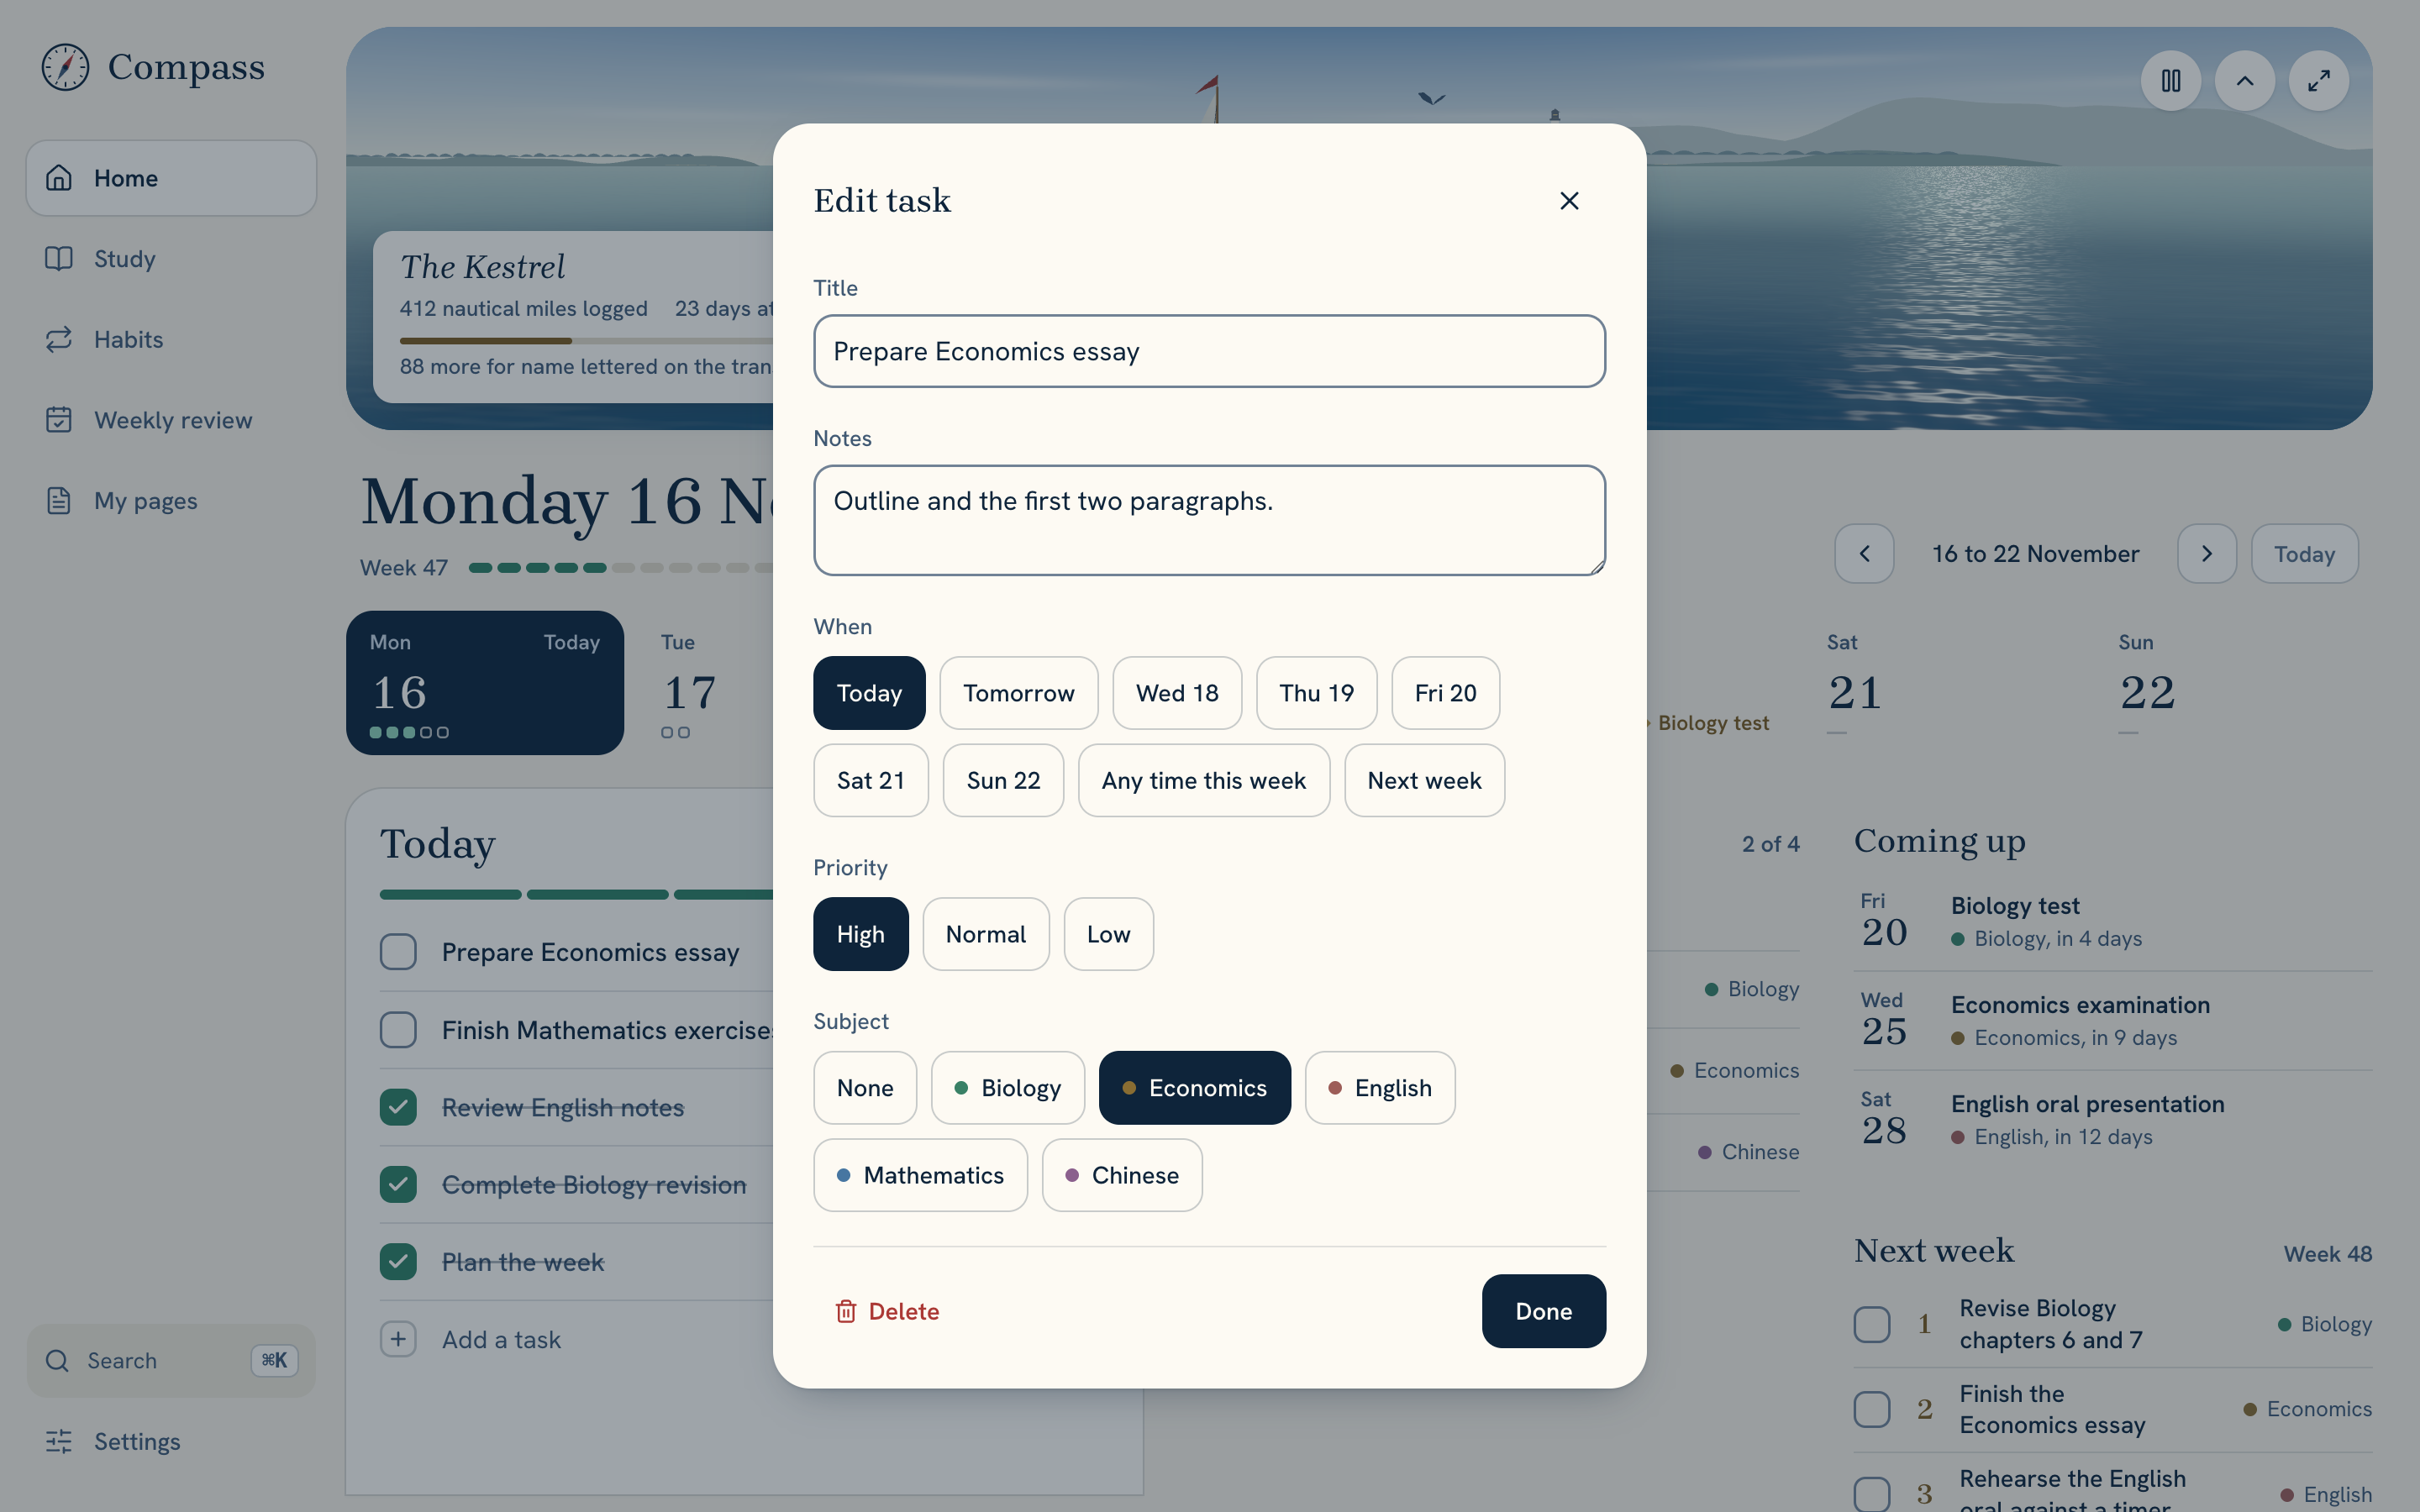 Compass
Home
Study
Habits
Weekly review
My pages
Search
⌘K
Settings
The Kestrel
412 nautical miles logged 23 days at
88 more for name lettered on the tran
Monday 16 N
Week 47
16 to 22 November
Today
Mon
Today
16
Tue
17
Biology test
Sat
21
Sun
22
Today
Prepare Economics essay
Finish Mathematics exercises
Review English notes
Complete Biology revision
Plan the week
Add a task
2 of 4
Biology
Economics
Chinese
Edit task
Title
Prepare Economics essay
Notes
Outline and the first two paragraphs.
When
Today
Tomorrow
Wed 18
Thu 19
Fri 20
Sat 21
Sun 22
Any time this week
Next week
Priority
High
Normal
Low
Subject
None
Biology
Economics
English
Mathematics
Chinese
Delete
Done
Coming up
Fri
20
Biology test
Biology, in 4 days
Wed
25
Economics examination
Economics, in 9 days
Sat
28
English oral presentation
English, in 12 days
Next week
Week 48
1
Revise Biology
chapters 6 and 7
Biology
2
Finish the
Economics essay
Economics
3
Rehearse the English
oral against a timer
English